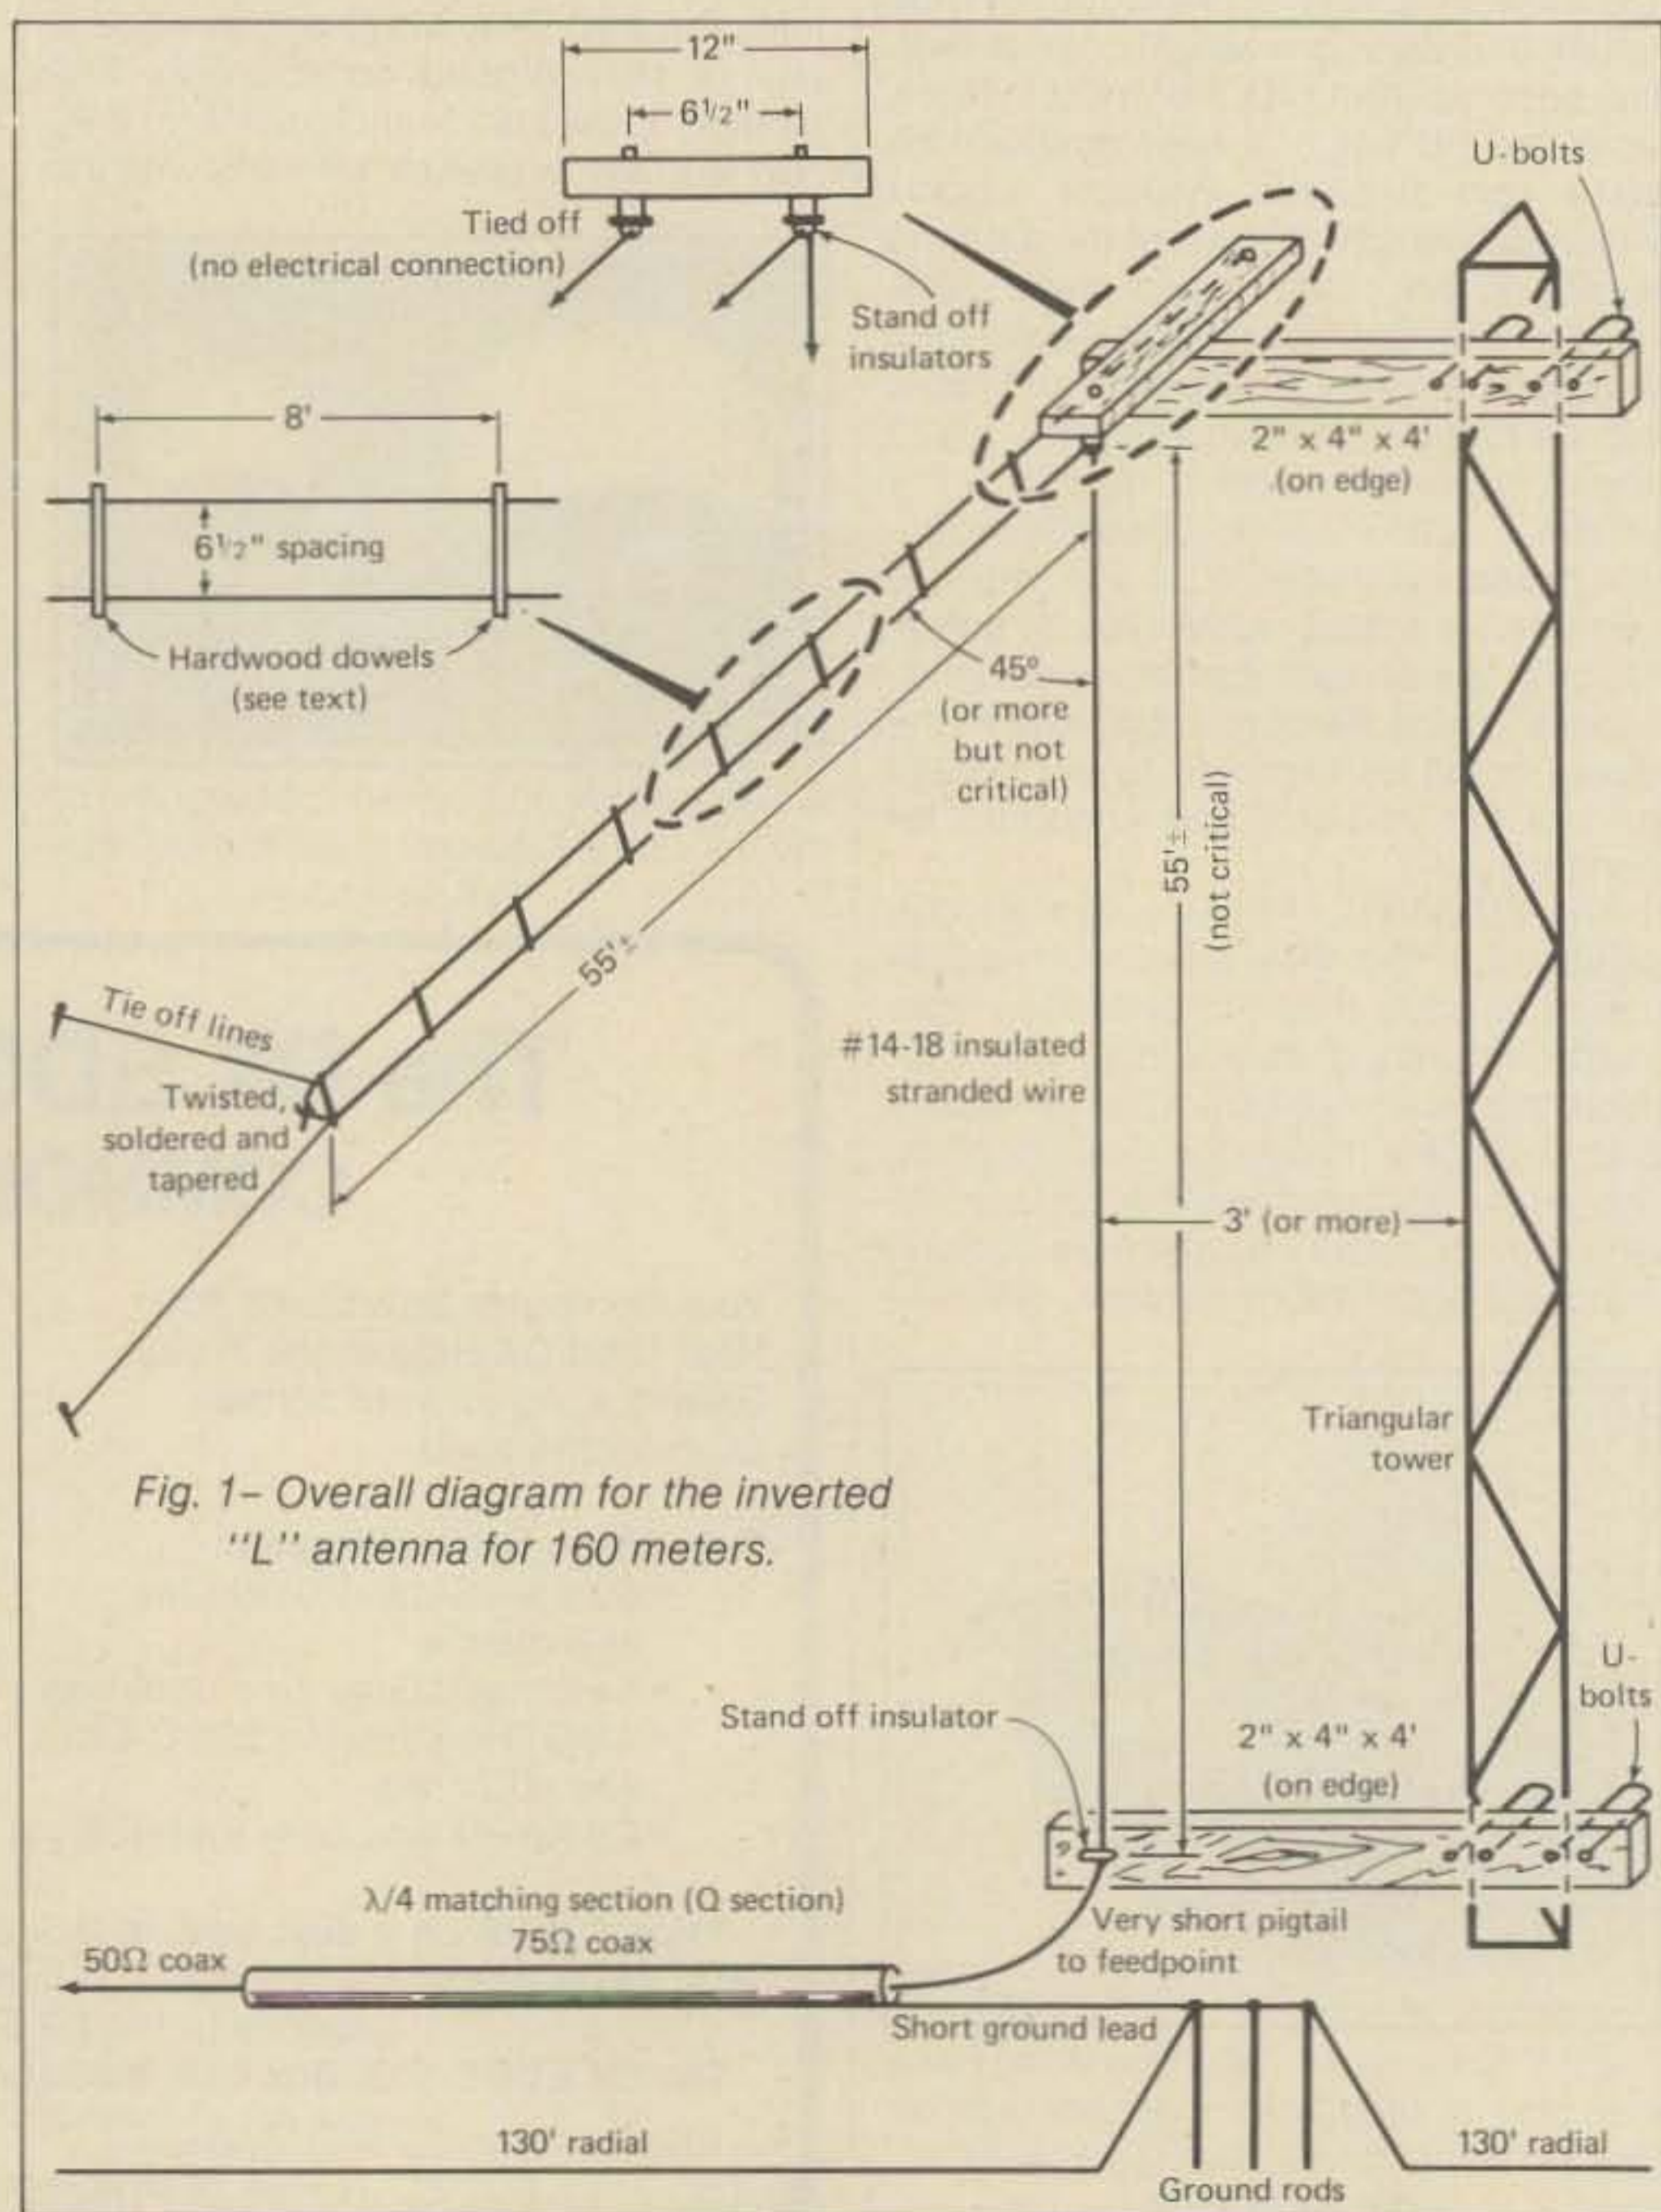 12"
6 1/2"
U-bolts
Tied off
(no electrical connection)
Stand off
insulators
8'
6 1/2" spacing
Hardwood dowels
(see text)
2" x 4" x 4'
(on edge)
45°
(or more
but not
critical)
55'±
(not critical)
55'±
Tie off lines
Twisted,
soldered and
tapered
#14-18 insulated
stranded wire
3' (or more)
Triangular
tower
Fig. 1– Overall diagram for the inverted
"L" antenna for 160 meters.
U-
bolts
Stand off insulator
2" x 4" x 4'
(on edge)
λ/4 matching section (Q section)
75Ω coax
50Ω coax
Very short pigtail
to feedpoint
Short ground lead
130' radial
130' radial
Ground rods